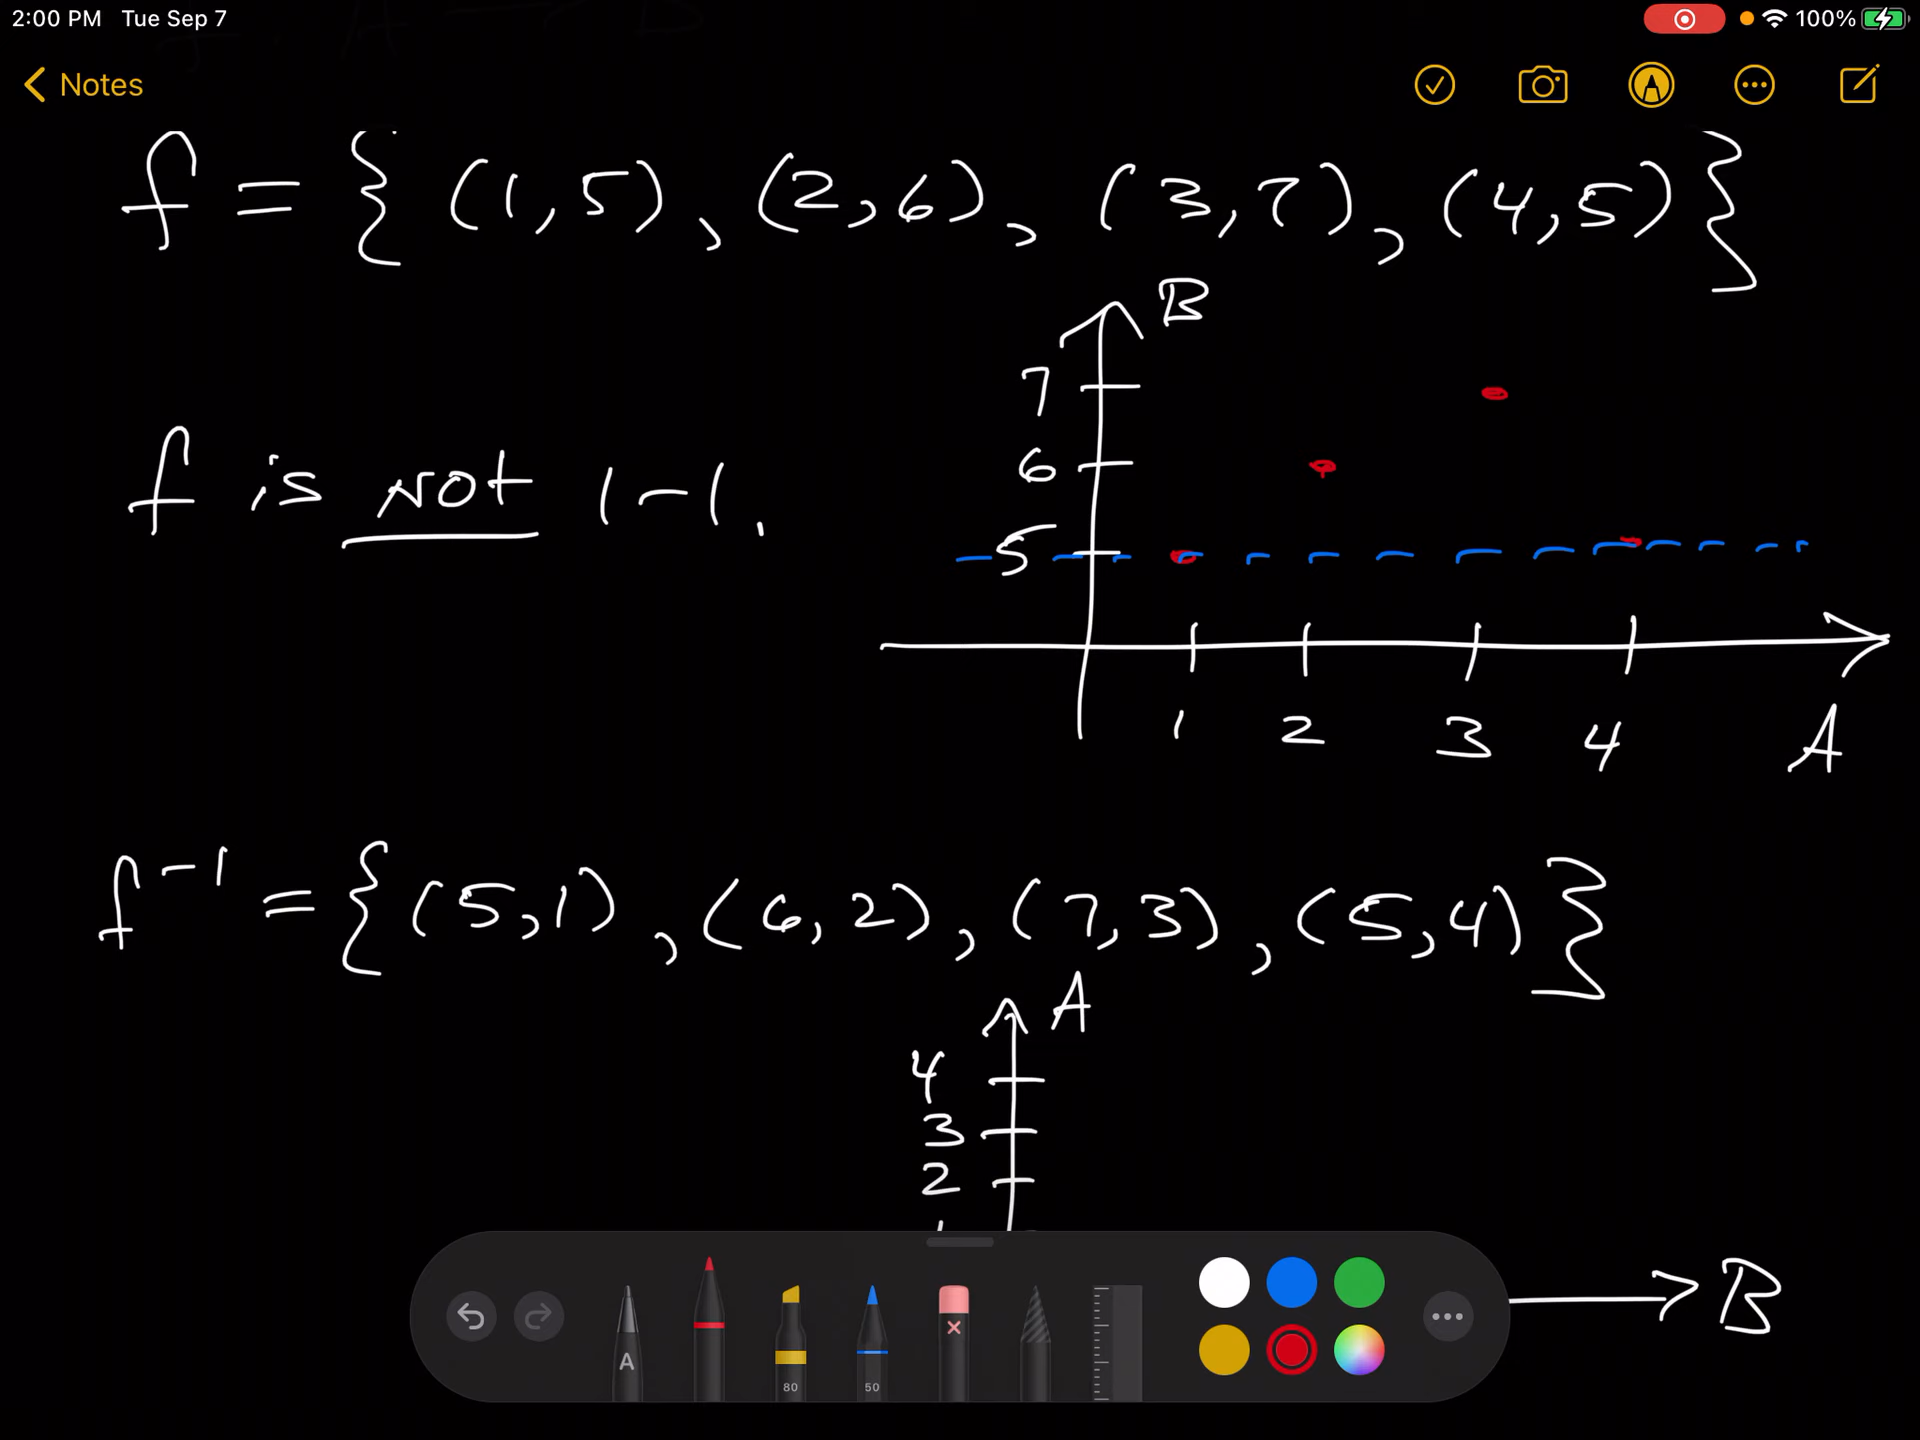 2:00 PM Tue Sep 7 100%
Notes
f = { (1,5), (2,6), (3,7), (4,5) }
B
7
6
f is not 1-1.
5
1 2 3 4 A
f⁻¹ = { (5,1), (6,2), (7,3), (5,4) }
A
4
3
2
B
A
80 50